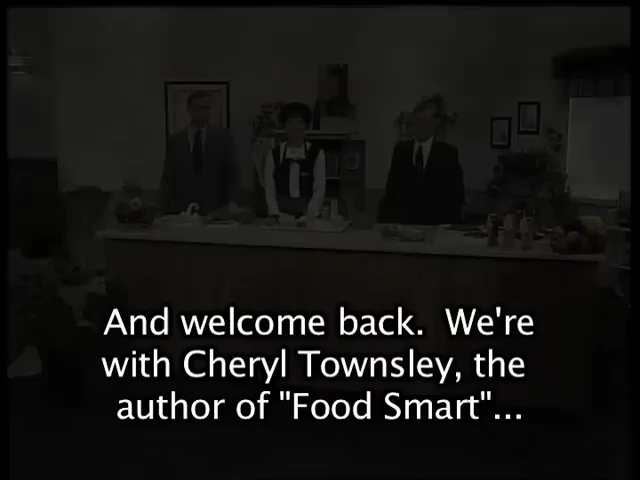 And welcome back.  We're
with Cheryl Townsley, the
author of "Food Smart"...